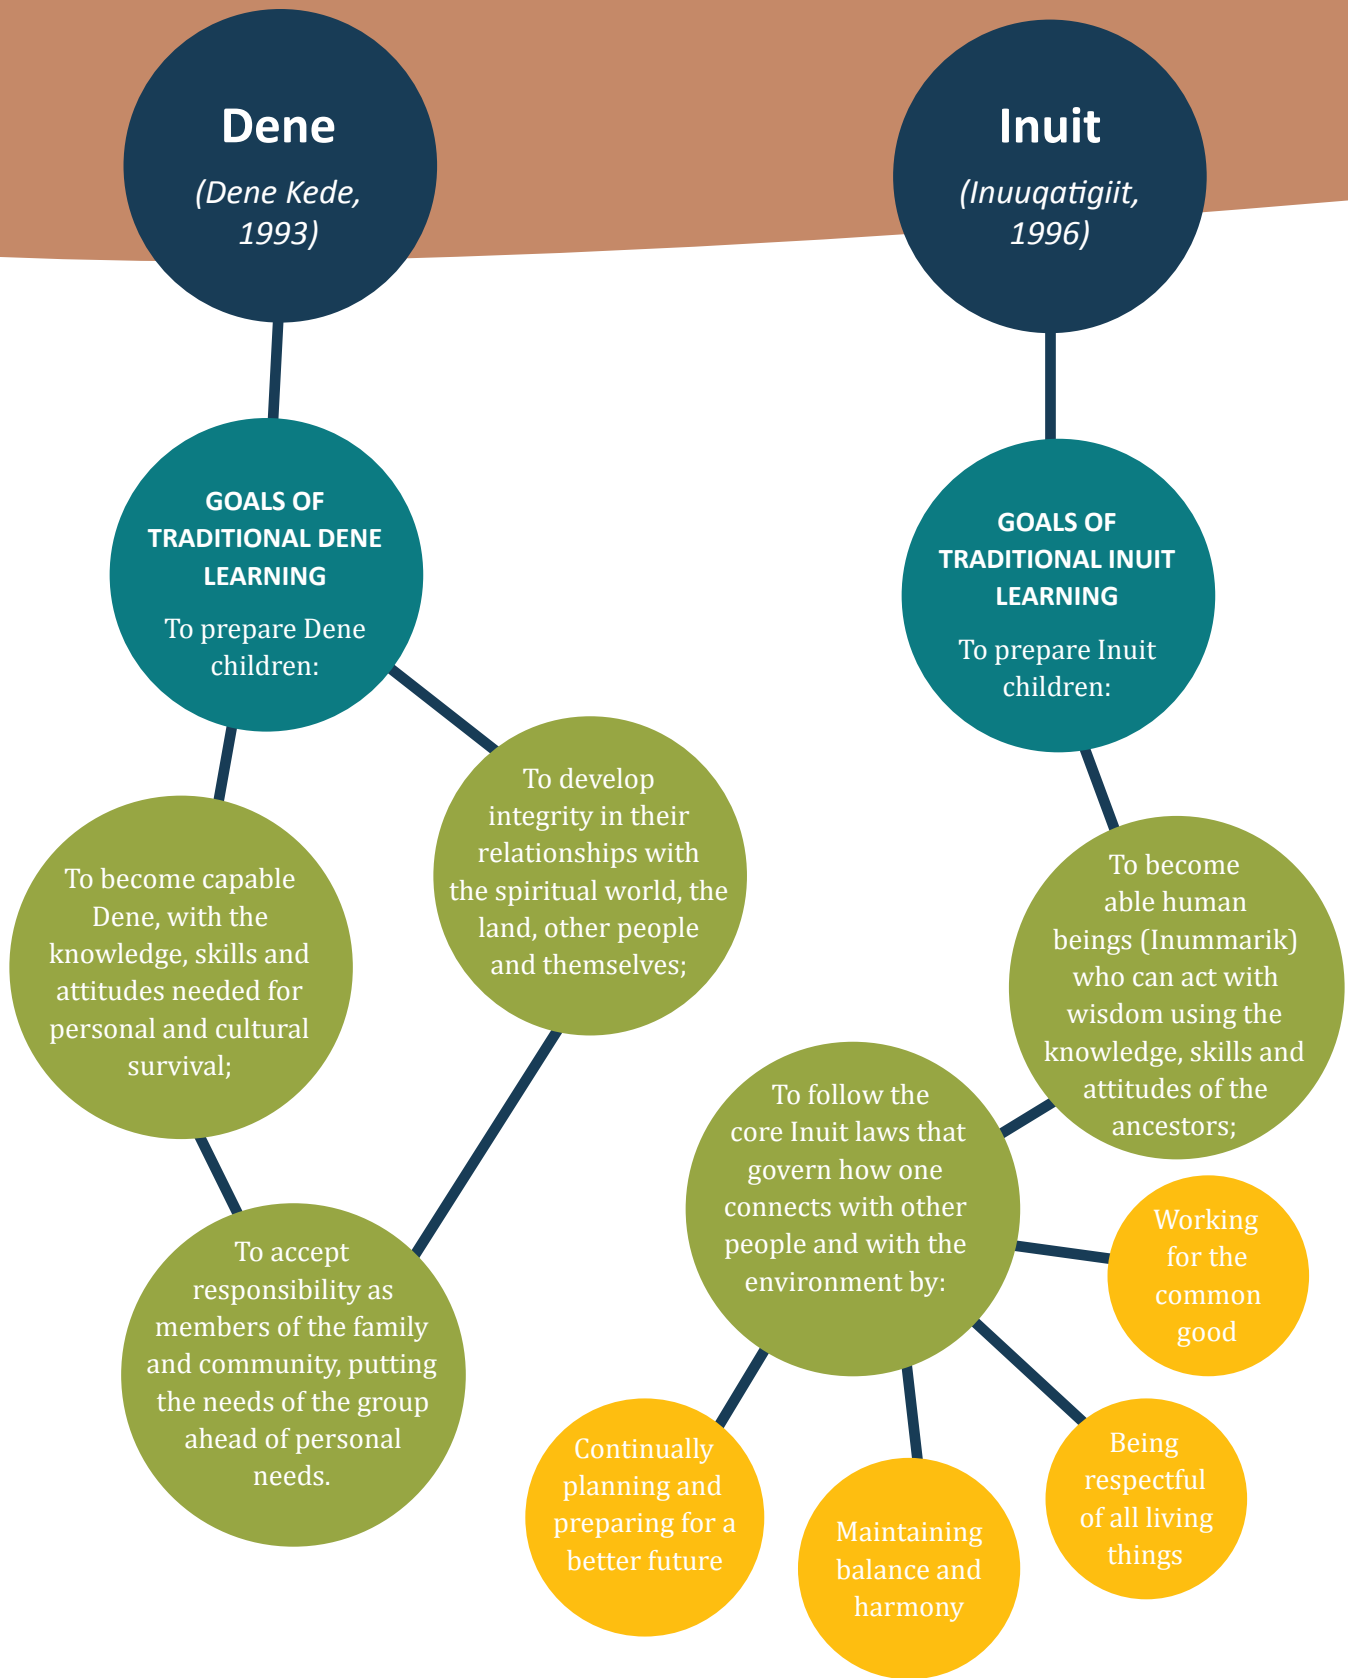 Dene
(Dene Kede,
1993)
GOALS OF
TRADITIONAL DENE
LEARNING
To prepare Dene
children:
To become capable
Dene, with the
knowledge, skills and
attitudes needed for
personal and cultural
survival;
To develop
integrity in their
relationships with
the spiritual world, the
land, other people
and themselves;
To accept
responsibility as
members of the family
and community, putting
the needs of the group
ahead of personal
needs.
Inuit
(Inuuqatigiit,
1996)
GOALS OF
TRADITIONAL INUIT
LEARNING
To prepare Inuit
children:
To become
able human
beings (Inummarik)
who can act with
wisdom using the
knowledge, skills and
attitudes of the
ancestors;
To follow the
core Inuit laws that
govern how one
connects with other
people and with the
environment by:
Working
for the
common
good
Being
respectful
of all living
things
Maintaining
balance and
harmony
Continually
planning and
preparing for a
better future